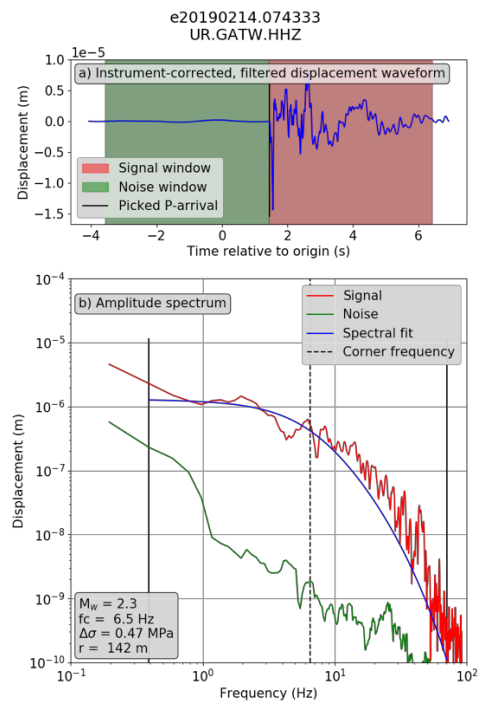 e20190214.074333
UR.GATW.HHZ
1e−5
a) Instrument-corrected, filtered displacement waveform
1.0
0.5
0.0
−0.5
−1.0
−1.5
Displacement (m)
Signal window
Noise window
Picked P-arrival
−4 −2 0 2 4 6
Time relative to origin (s)
b) Amplitude spectrum
Signal
Noise
Spectral fit
Corner frequency
10⁻⁴
10⁻⁵
10⁻⁶
10⁻⁷
10⁻⁸
10⁻⁹
10⁻¹⁰
Displacement (m)
M𝑤 = 2.3
fc = 6.5 Hz
Δσ = 0.47 MPa
r = 142 m
10⁻¹ 10⁰ 10¹ 10²
Frequency (Hz)